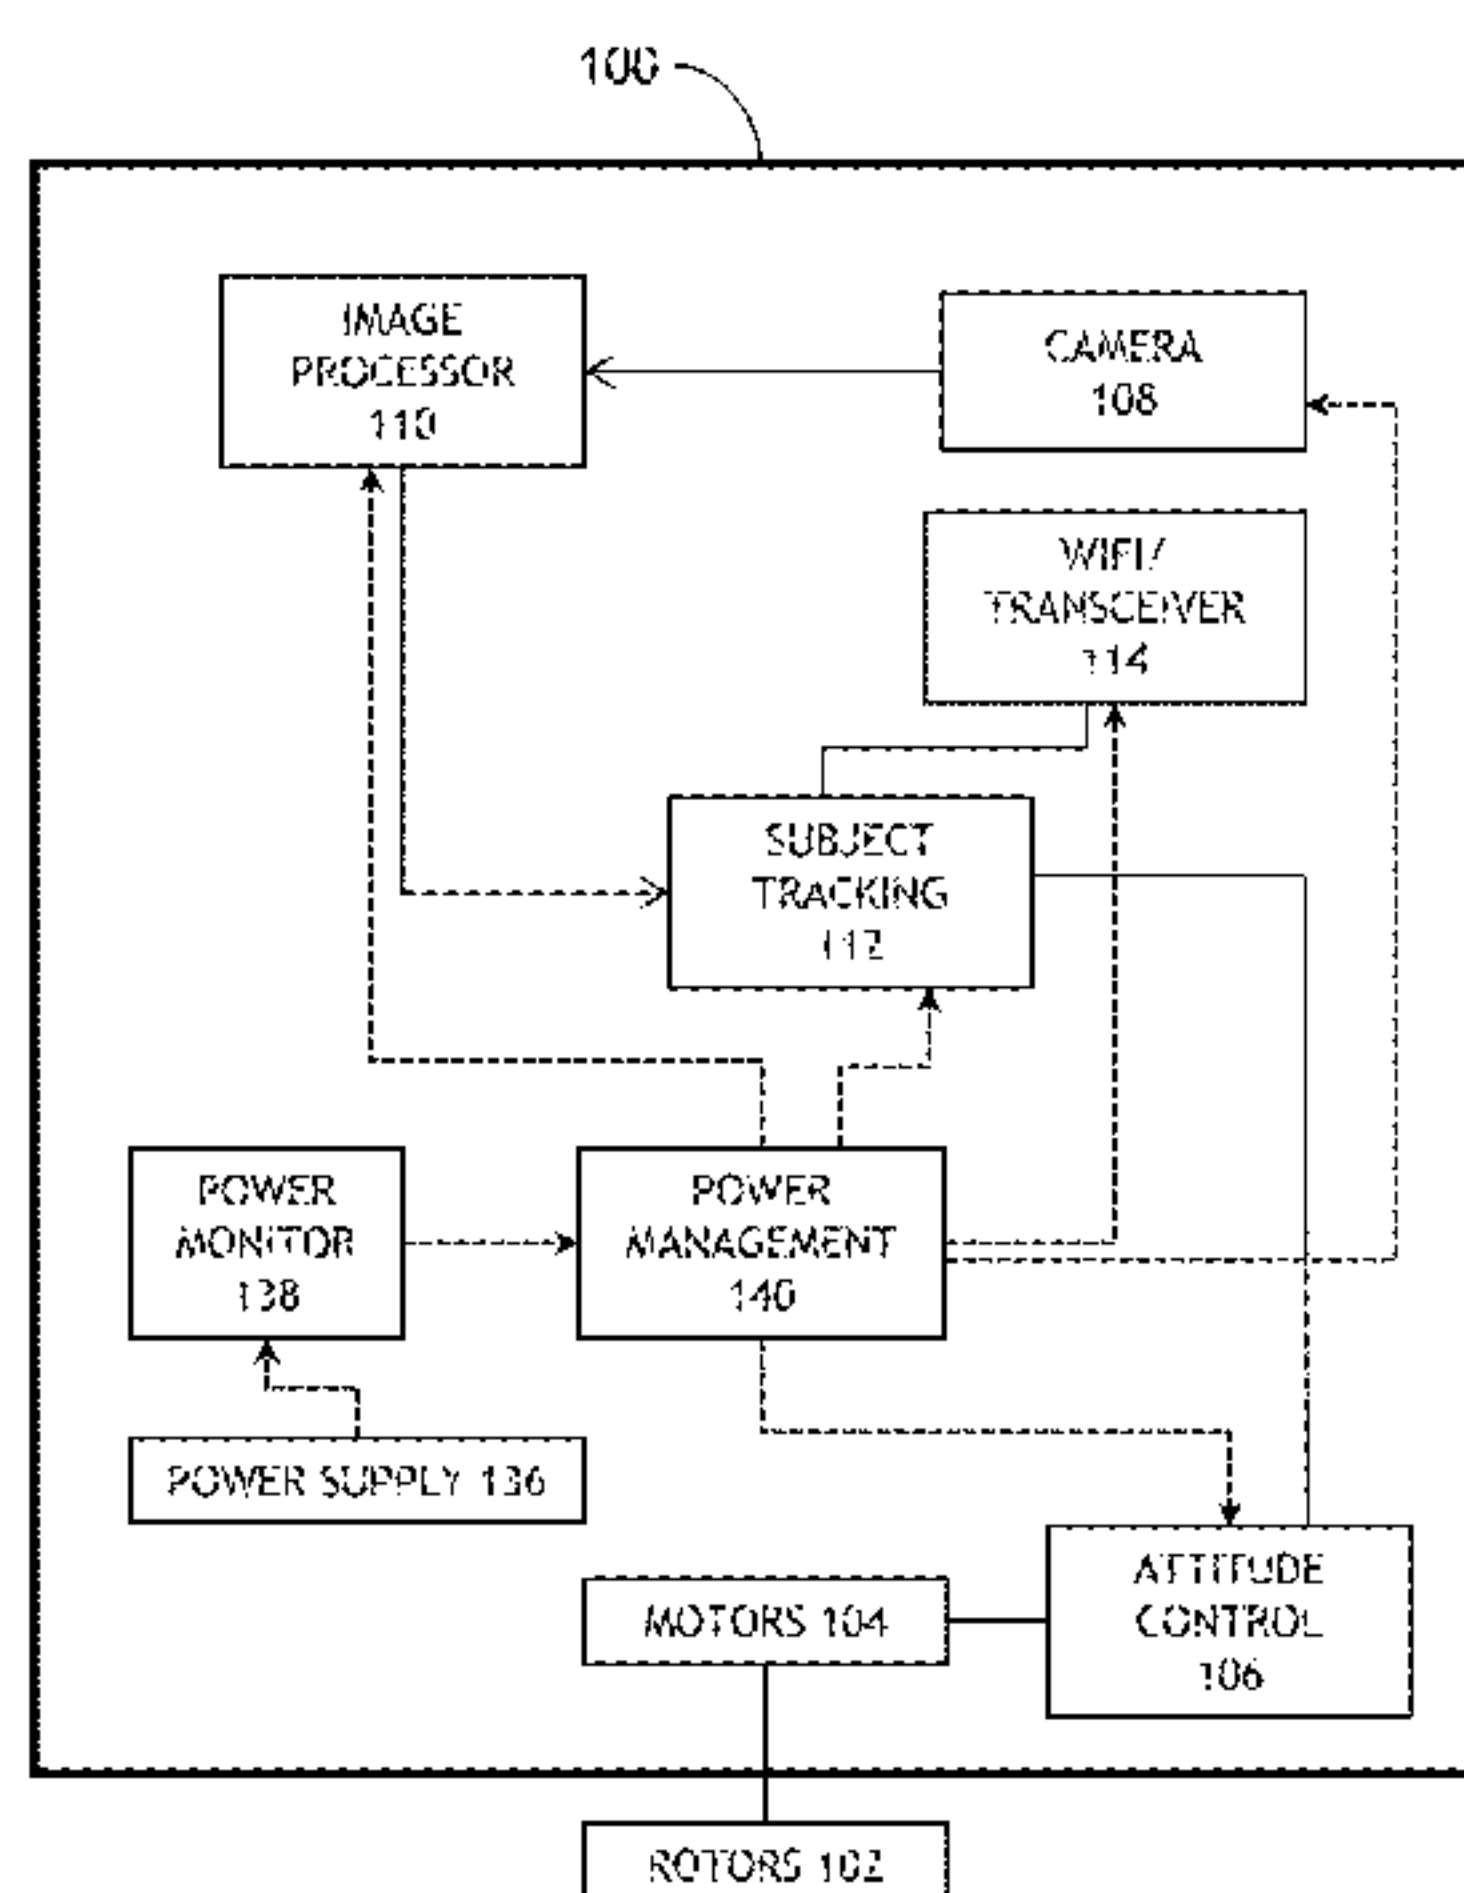 100
IMAGE
PROCESSOR
110
CAMERA
108
WIFI/
TRANSCEIVER
114
SUBJECT
TRACKING
112
POWER
MONITOR
138
POWER
MANAGEMENT
140
POWER SUPPLY 136
MOTORS 104
ATTITUDE
CONTROL
106
ROTORS 102